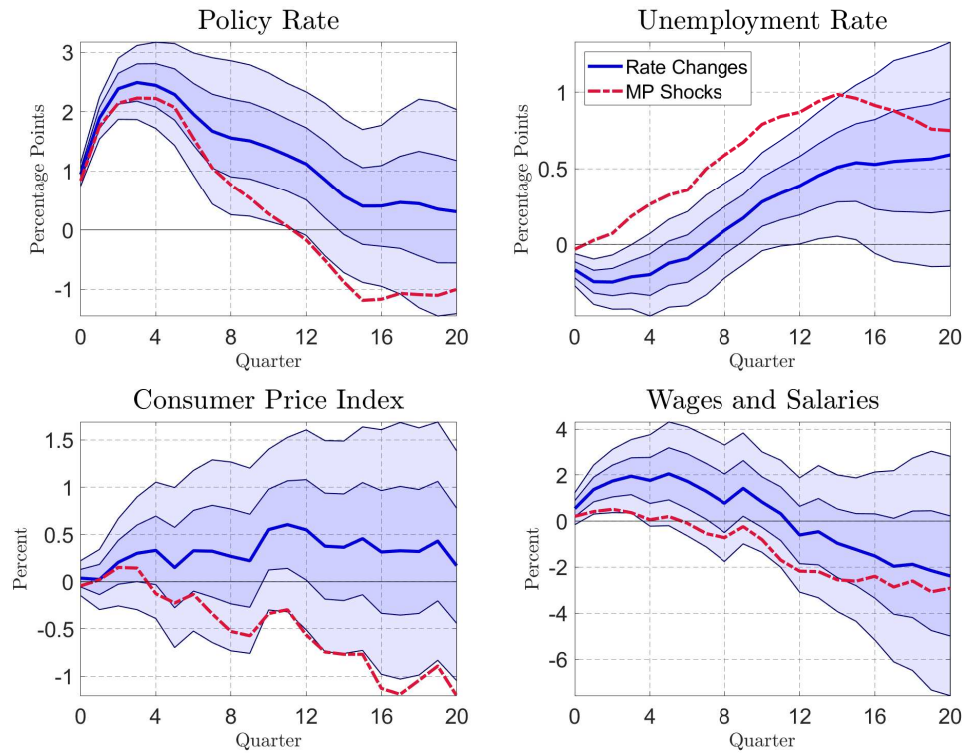 Policy Rate
Percentage Points
3
2
1
0
-1
0 4 8 12 16 20
Quarter
Unemployment Rate
Percentage Points
Rate Changes
MP Shocks
1
0.5
0
0 4 8 12 16 20
Quarter
Consumer Price Index
Percent
1.5
1
0.5
0
-0.5
-1
0 4 8 12 16 20
Quarter
Wages and Salaries
Percent
4
2
0
-2
-4
-6
0 4 8 12 16 20
Quarter